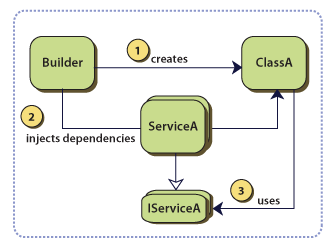 1
creates
Builder
ClassA
2
injects dependencies
ServiceA
3
uses
IServiceA